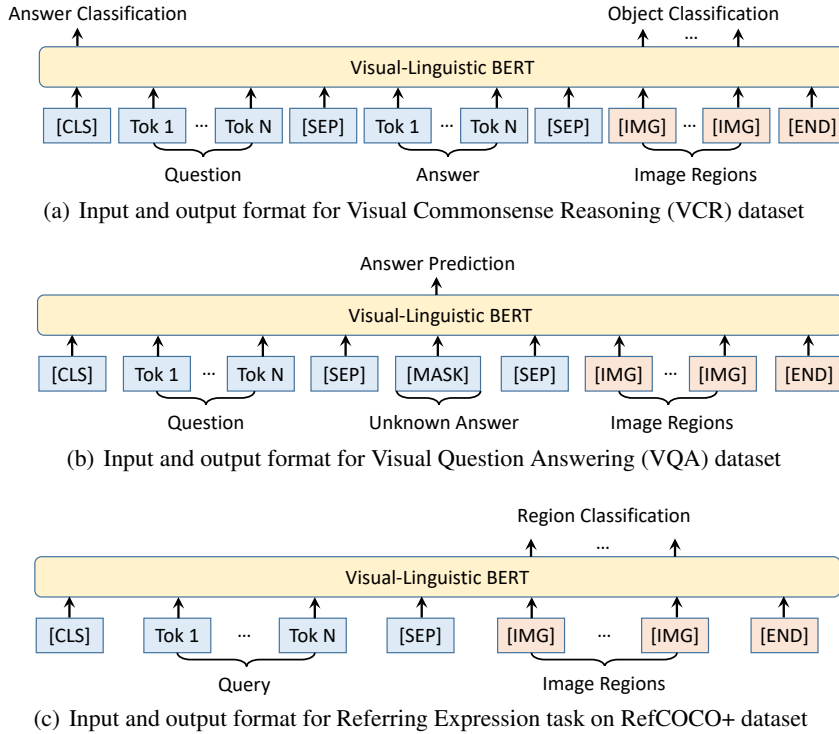 Answer Classification Object Classification
...
Visual-Linguistic BERT
[CLS] Tok 1 ... Tok N [SEP] Tok 1 ... Tok N [SEP] [IMG] ... [IMG] [END]
Question Answer Image Regions
(a) Input and output format for Visual Commonsense Reasoning (VCR) dataset
Answer Prediction
Visual-Linguistic BERT
[CLS] Tok 1 ... Tok N [SEP] [MASK] [SEP] [IMG] ... [IMG] [END]
Question Unknown Answer Image Regions
(b) Input and output format for Visual Question Answering (VQA) dataset
Region Classification
...
Visual-Linguistic BERT
[CLS] Tok 1 ... Tok N [SEP] [IMG] ... [IMG] [END]
Query Image Regions
(c) Input and output format for Referring Expression task on RefCOCO+ dataset